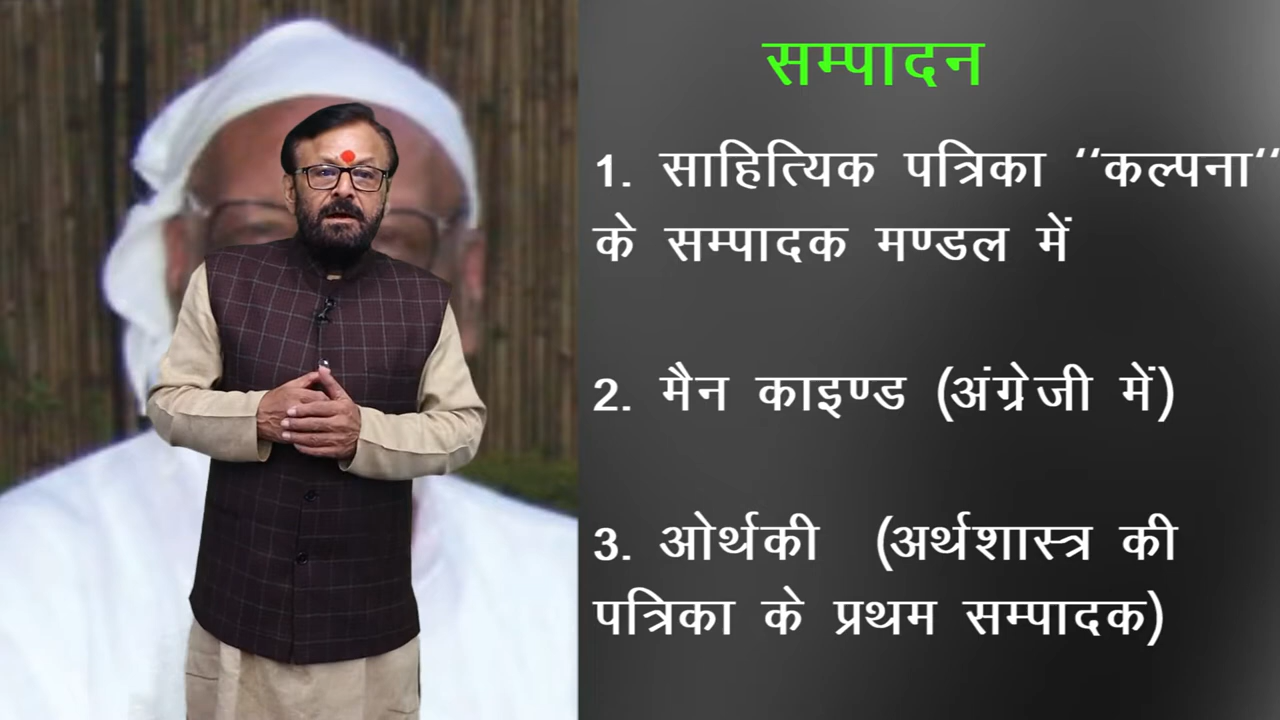 सम्पादन
1. साहित्यिक पत्रिका ‘‘कल्पना‘‘
के सम्पादक मण्डल में
2. मैन काइण्ड (अंग्रेजी में)
3. ओर्थकी (अर्थशास्त्र की
पत्रिका के प्रथम सम्पादक)